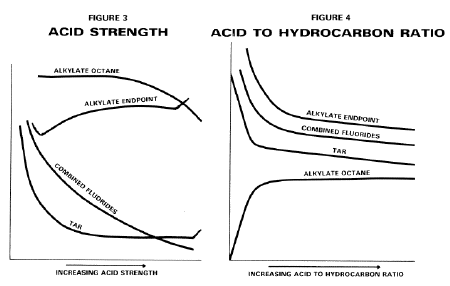 FIGURE 3
ACID STRENGTH
ALKYLATE OCTANE
ALKYLATE ENDPOINT
COMBINED FLUORIDES
TAR
INCREASING ACID STRENGTH
FIGURE 4
ACID TO HYDROCARBON RATIO
ALKYLATE ENDPOINT
COMBINED FLUORIDES
TAR
ALKYLATE OCTANE
INCREASING ACID TO HYDROCARBON RATIO